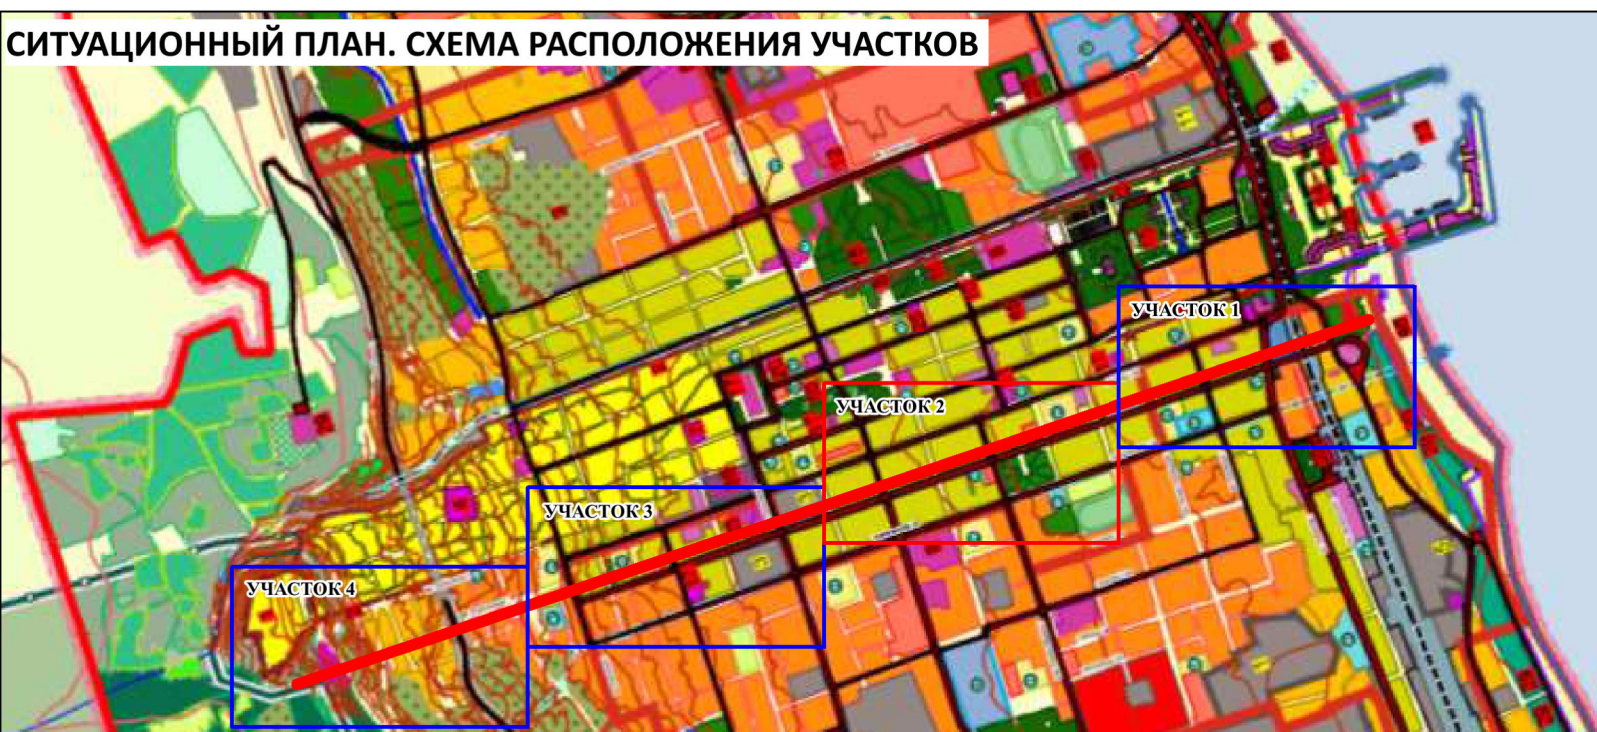 СИТУАЦИОННЫЙ ПЛАН. СХЕМА РАСПОЛОЖЕНИЯ УЧАСТКОВ
УЧАСТОК 1
УЧАСТОК 2
УЧАСТОК 3
УЧАСТОК 4